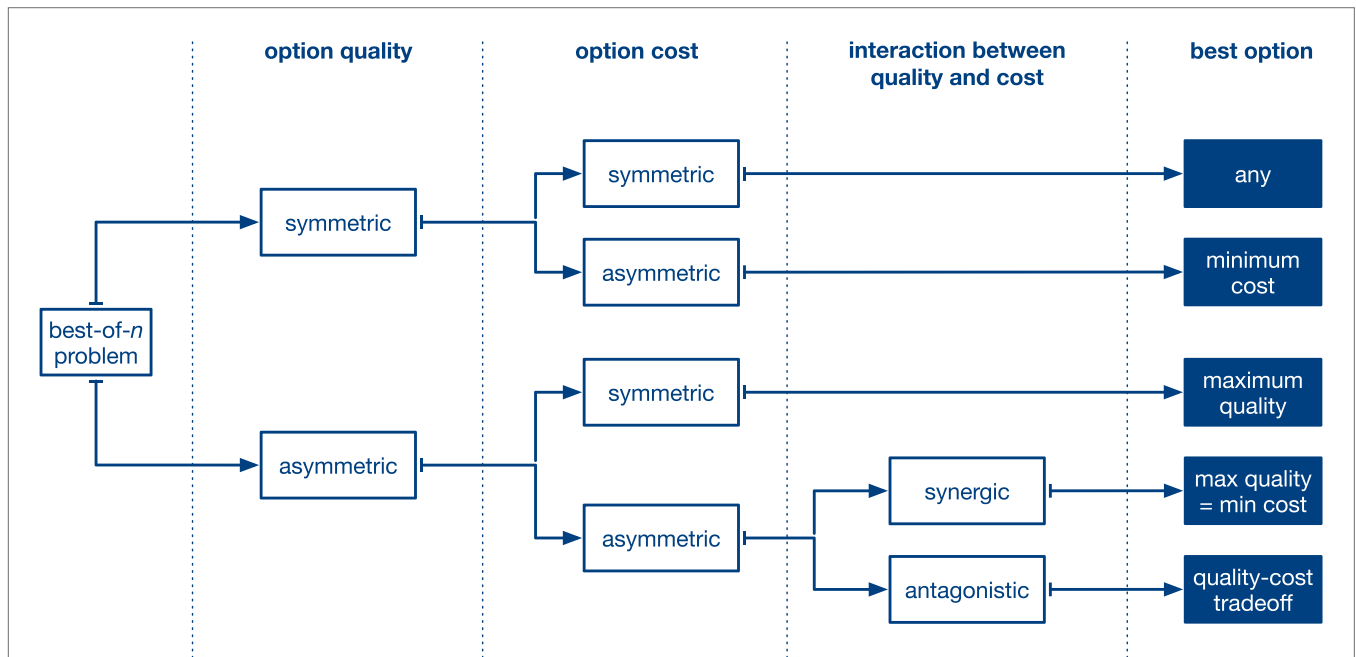 option quality
option cost
interaction between
quality and cost
best option
symmetric
any
symmetric
asymmetric
minimum
cost
best-of-n
problem
symmetric
maximum
quality
asymmetric
synergic
max quality
= min cost
asymmetric
antagonistic
quality-cost
tradeoff